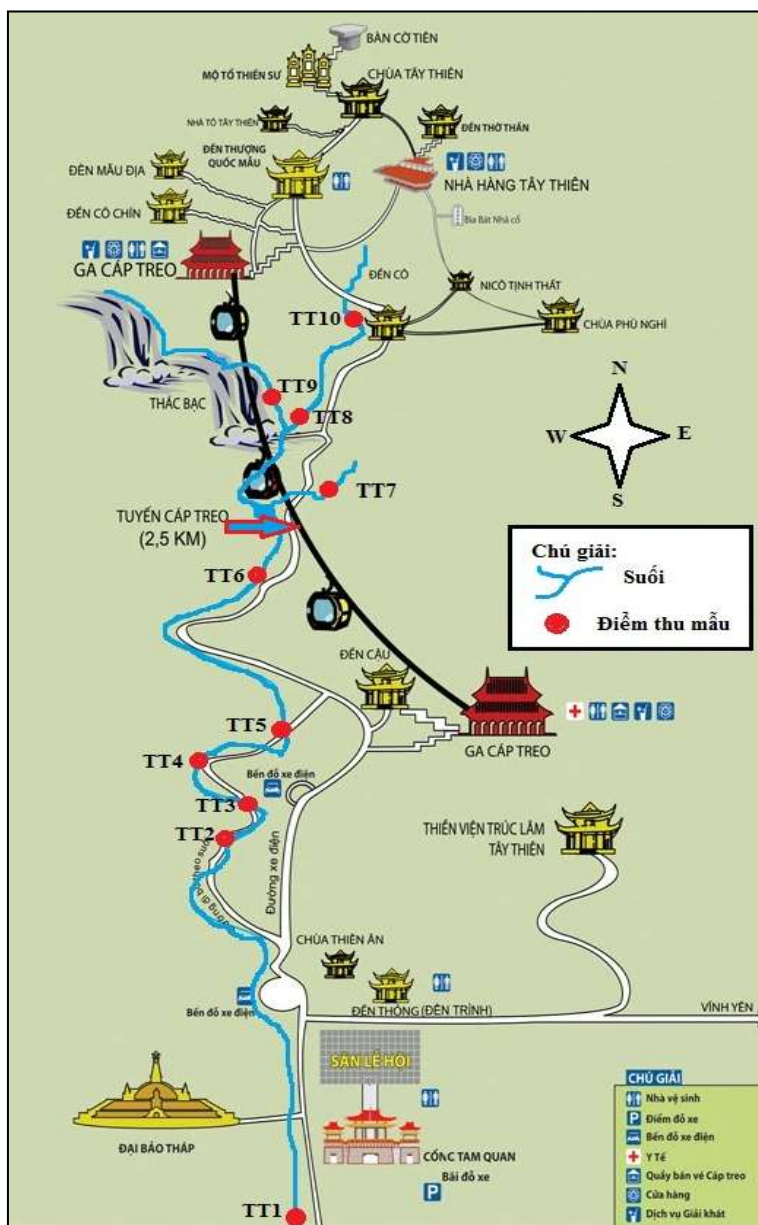 BÀN CỜ TIÊN
MỘ TỔ THIỀN SƯ
CHÙA TÂY THIÊN
NHÀ TỔ TÂY THIÊN
ĐỀN THỜ THẦN
ĐỀN THƯỢNG
QUỐC MẪU
NHÀ HÀNG TÂY THIÊN
ĐỀN MẪU ĐỊA
ĐỀN CÔ CHÍN
Bia Bát Nhã cổ
GA CÁP TREO
ĐỀN CÔ
NICÔ TỊNH THẤT
TT10
CHÙA PHÙ NGHÌ
THÁC BẠC
TT9
TT8
N
W
E
S
TT7
TUYẾN CÁP TREO
(2,5 KM)
Chú giải:
Suối
Điểm thu mẫu
TT6
ĐỀN CẬU
GA CÁP TREO
TT5
TT4
Bến đỗ xe điện
TT3
TT2
THIỀN VIỆN TRÚC LÂM
TÂY THIÊN
Đường xe điện
đường đi bộ theo suối
CHÙA THIÊN ÂN
Bến đỗ xe điện
ĐỀN THÕNG (ĐỀN TRÌNH)
VĨNH YÊN
SÂN LỄ HỘI
ĐẠI BẢO THÁP
CỔNG TAM QUAN
Bãi đỗ xe
P
TT1
CHÚ GIẢI
Nhà vệ sinh
P Điểm đỗ xe
Bến đỗ xe điện
Y Tế
Quầy bán vé Cáp treo
Cửa hàng
Dịch vụ Giải khát